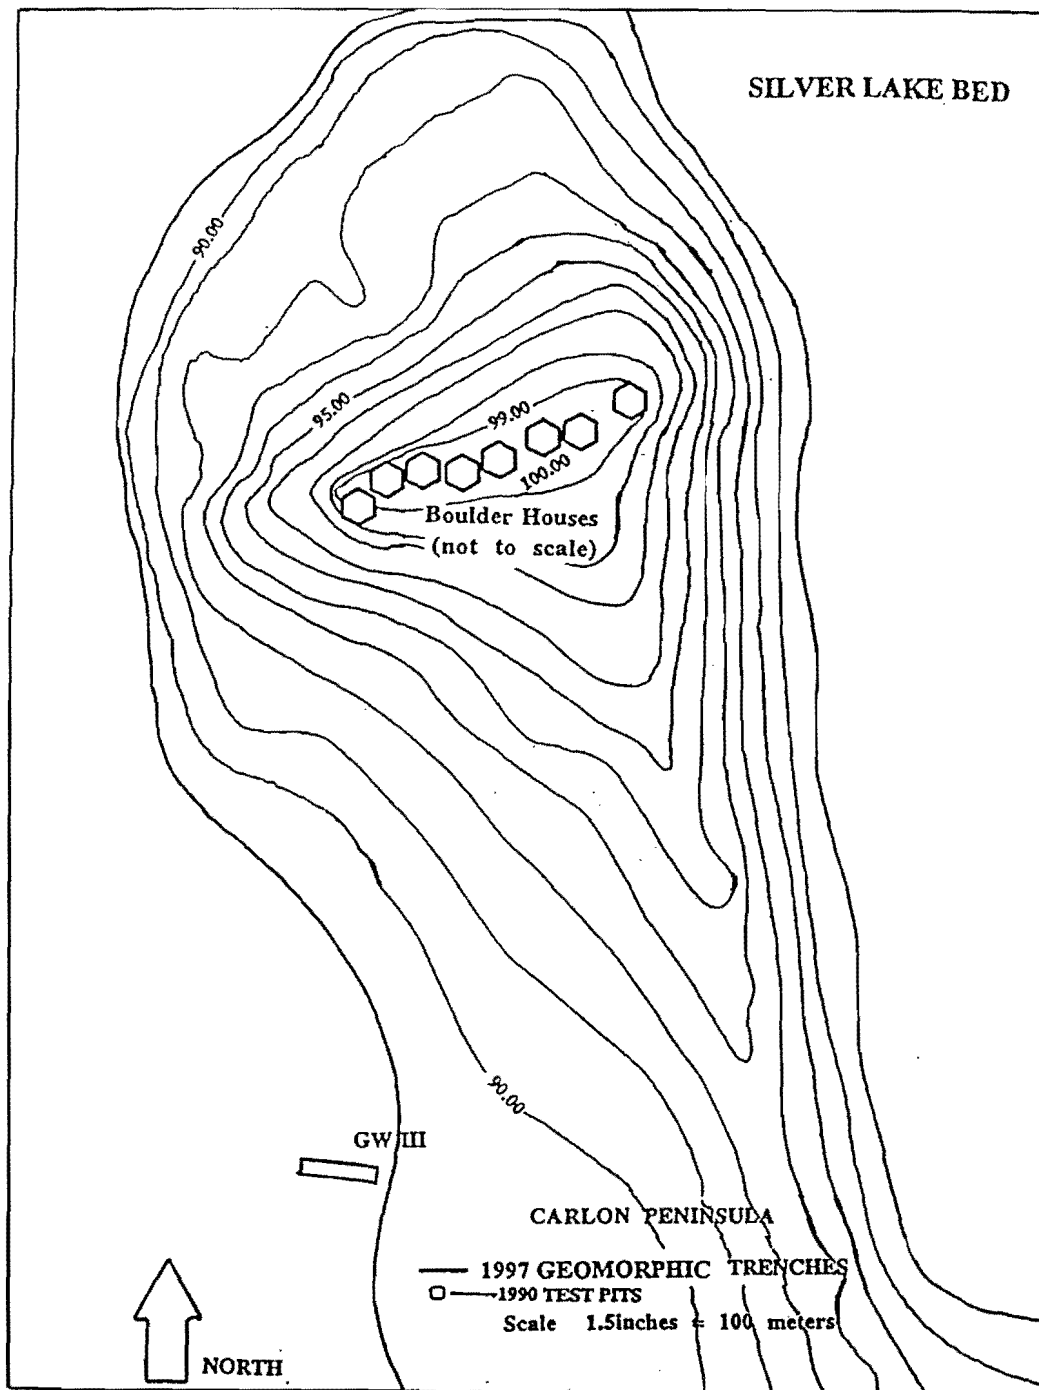 SILVER LAKE BED
90.00
95.00
99.00
100.00
Boulder Houses
(not to scale)
90.00
GW III
CARLON PENINSULA
1997 GEOMORPHIC TRENCHES
1990 TEST PITS
Scale 1.5inches = 100 meters
NORTH